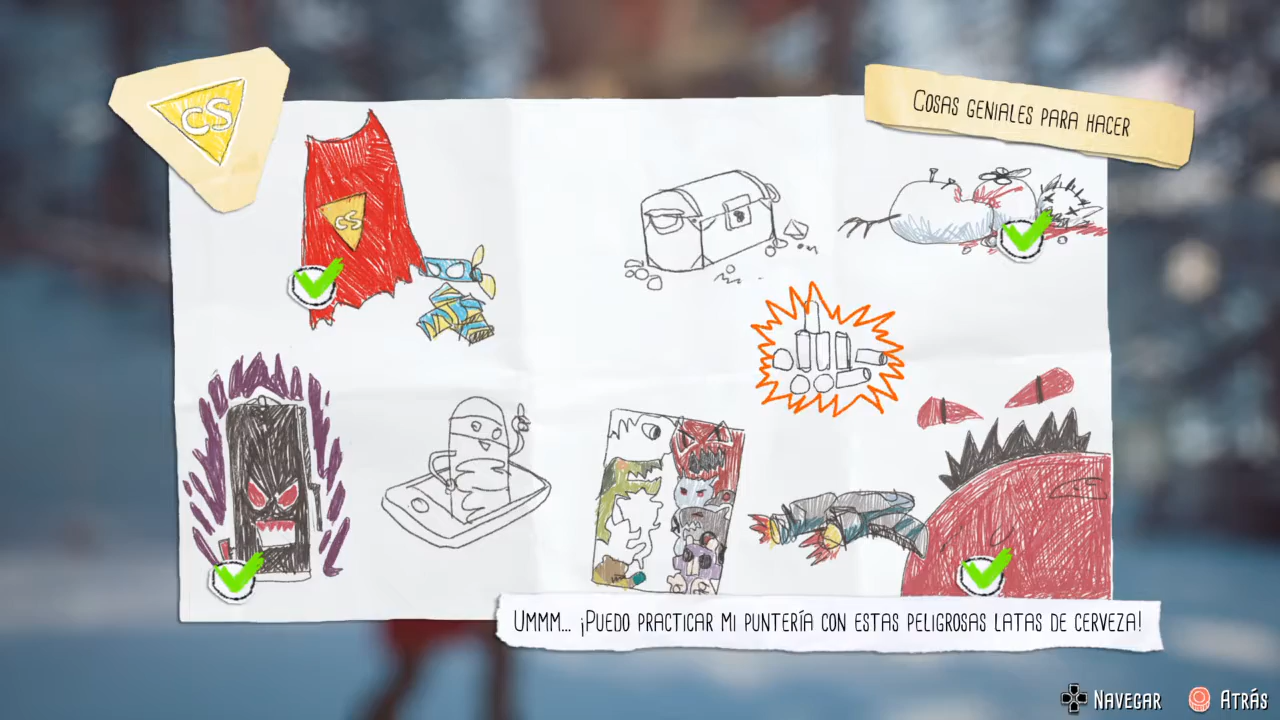 CS
COSAS GENIALES PARA HACER
CS
UMMM... ¡PUEDO PRACTICAR MI PUNTERÍA CON ESTAS PELIGROSAS LATAS DE CERVEZA!
NAVEGAR
ATRÁS